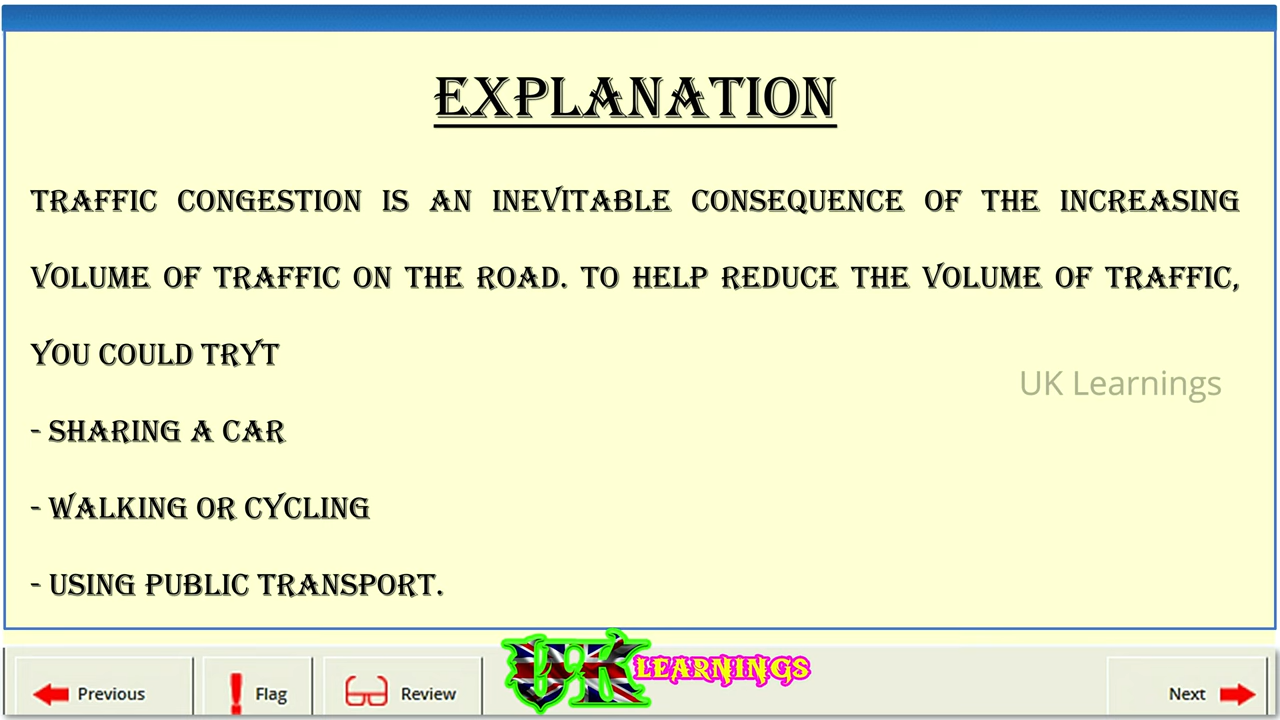 EXPLANATION
TRAFFIC CONGESTION IS AN INEVITABLE CONSEQUENCE OF THE INCREASING
VOLUME OF TRAFFIC ON THE ROAD. TO HELP REDUCE THE VOLUME OF TRAFFIC,
YOU COULD TRYT
UK Learnings
- SHARING A CAR
- WALKING OR CYCLING
- USING PUBLIC TRANSPORT.
Previous
Flag
Review
UK LEARNINGS
Next